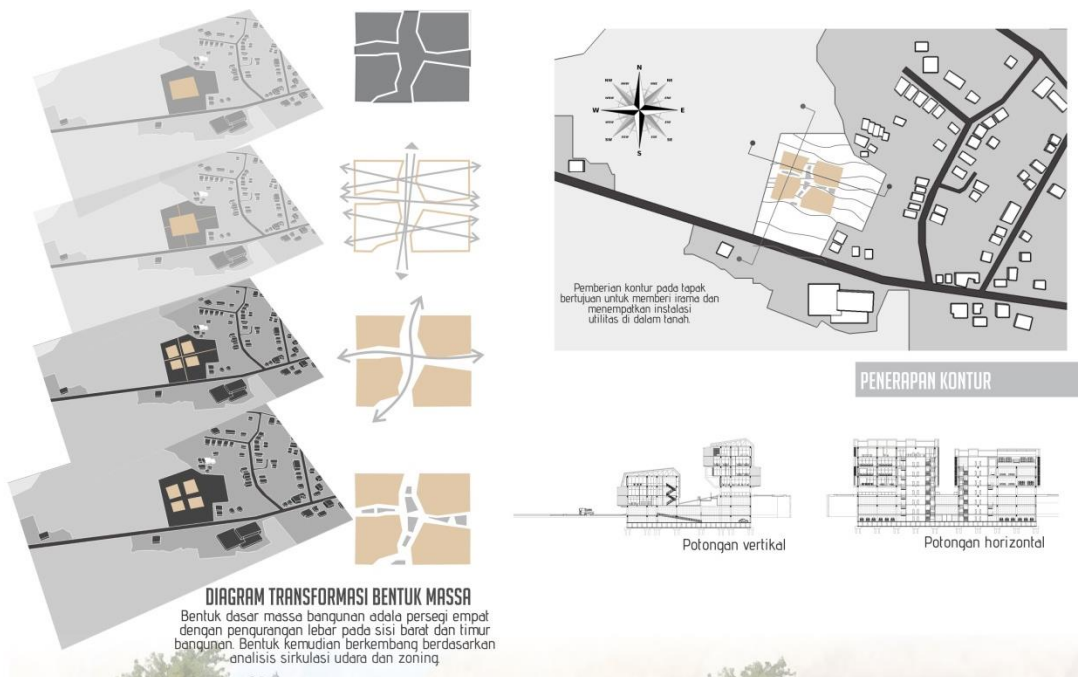 N
W
E
S
Pemberian kontur pada tapak
bertujuan untuk memberi irama dan
menempatkan instalasi
utilitas di dalam tanah.
PENERAPAN KONTUR
Potongan vertikal
Potongan horizontal
DIAGRAM TRANSFORMASI BENTUK MASSA
Bentuk dasar massa bangunan adala persegi empat
dengan pengurangan lebar pada sisi barat dan timur
bangunan. Bentuk kemudian berkembang berdasarkan
analisis sirkulasi udara dan zoning.